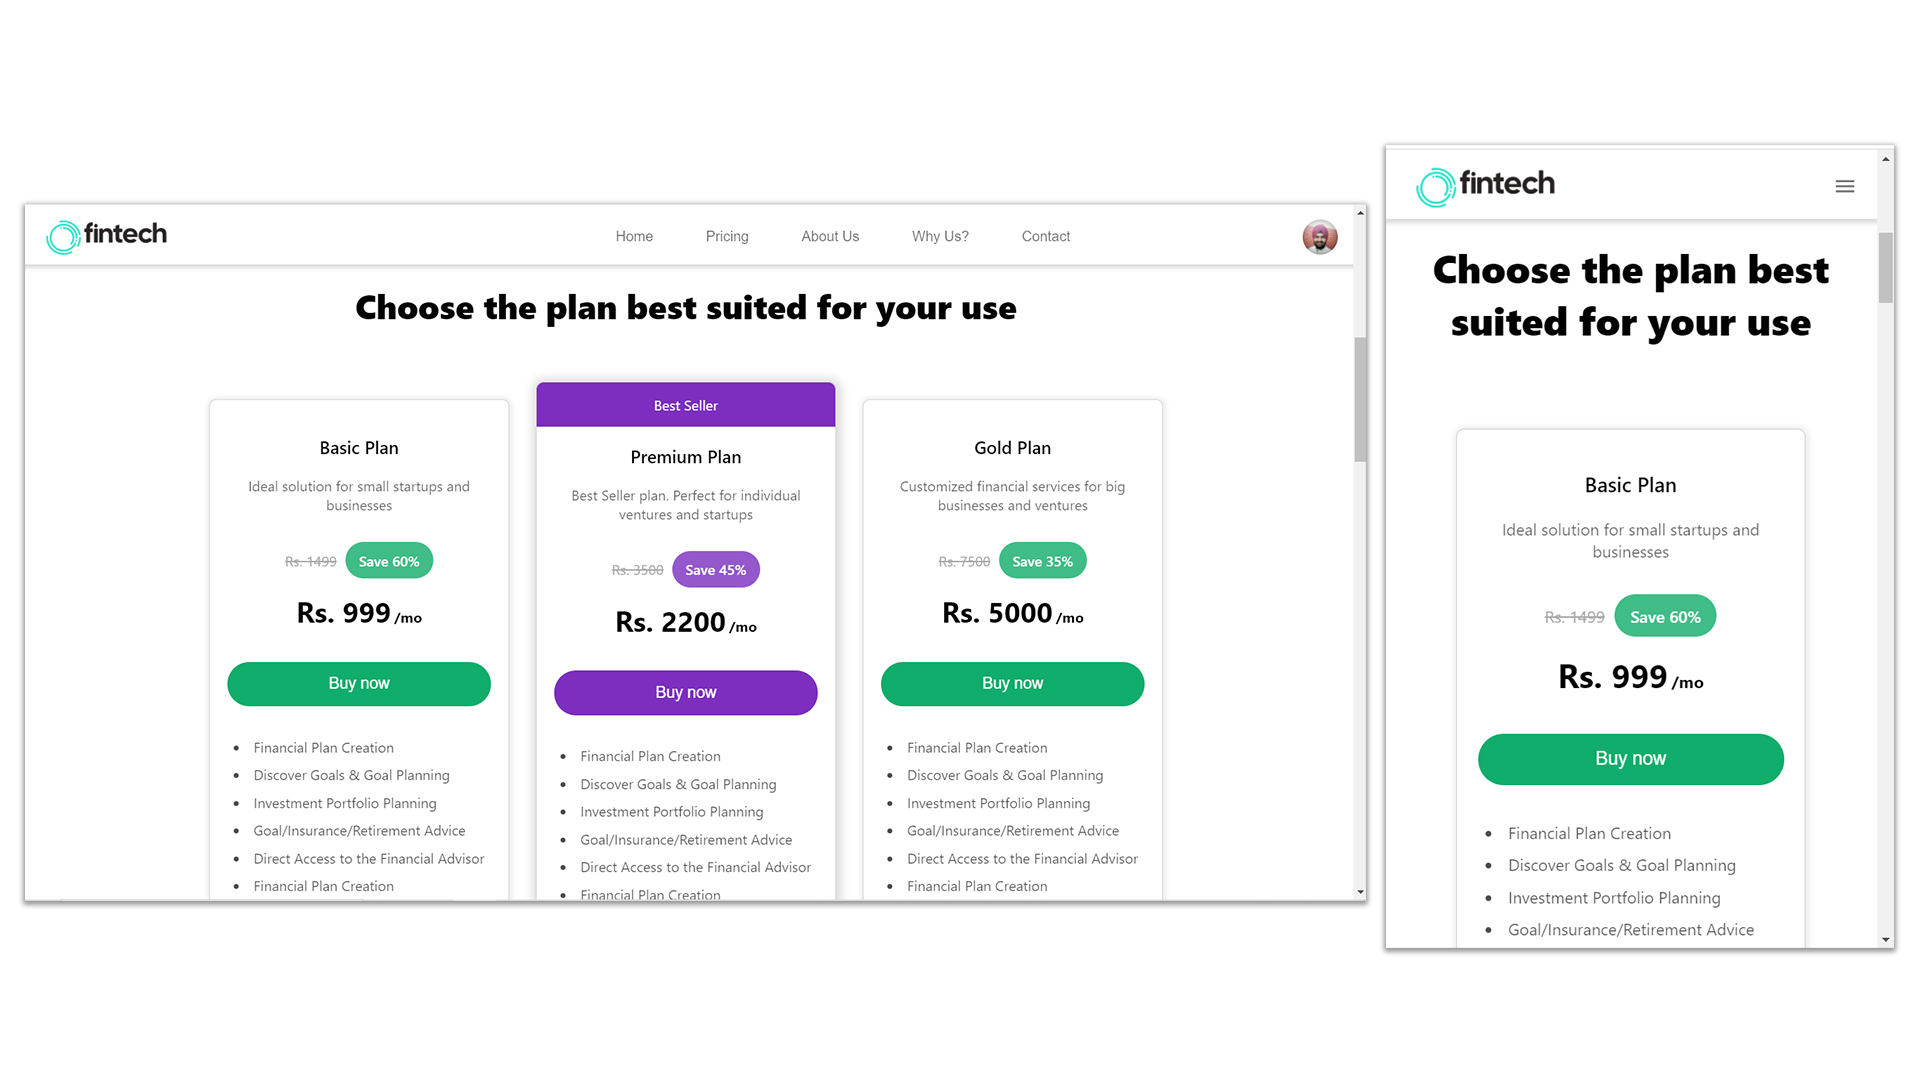 fintech
Home Pricing About Us Why Us? Contact
Choose the plan best suited for your use
Basic Plan
Ideal solution for small startups and
businesses
Rs. 1499 Save 60%
Rs. 999 /mo
Buy now
Financial Plan Creation
Discover Goals & Goal Planning
Investment Portfolio Planning
Goal/Insurance/Retirement Advice
Direct Access to the Financial Advisor
Financial Plan Creation
Best Seller
Premium Plan
Best Seller plan. Perfect for individual
ventures and startups
Rs. 3500 Save 45%
Rs. 2200 /mo
Buy now
Financial Plan Creation
Discover Goals & Goal Planning
Investment Portfolio Planning
Goal/Insurance/Retirement Advice
Direct Access to the Financial Advisor
Financial Plan Creation
Gold Plan
Customized financial services for big
businesses and ventures
Rs. 7500 Save 35%
Rs. 5000 /mo
Buy now
Financial Plan Creation
Discover Goals & Goal Planning
Investment Portfolio Planning
Goal/Insurance/Retirement Advice
Direct Access to the Financial Advisor
Financial Plan Creation
fintech
Choose the plan best
suited for your use
Basic Plan
Ideal solution for small startups and
businesses
Rs. 1499 Save 60%
Rs. 999 /mo
Buy now
Financial Plan Creation
Discover Goals & Goal Planning
Investment Portfolio Planning
Goal/Insurance/Retirement Advice